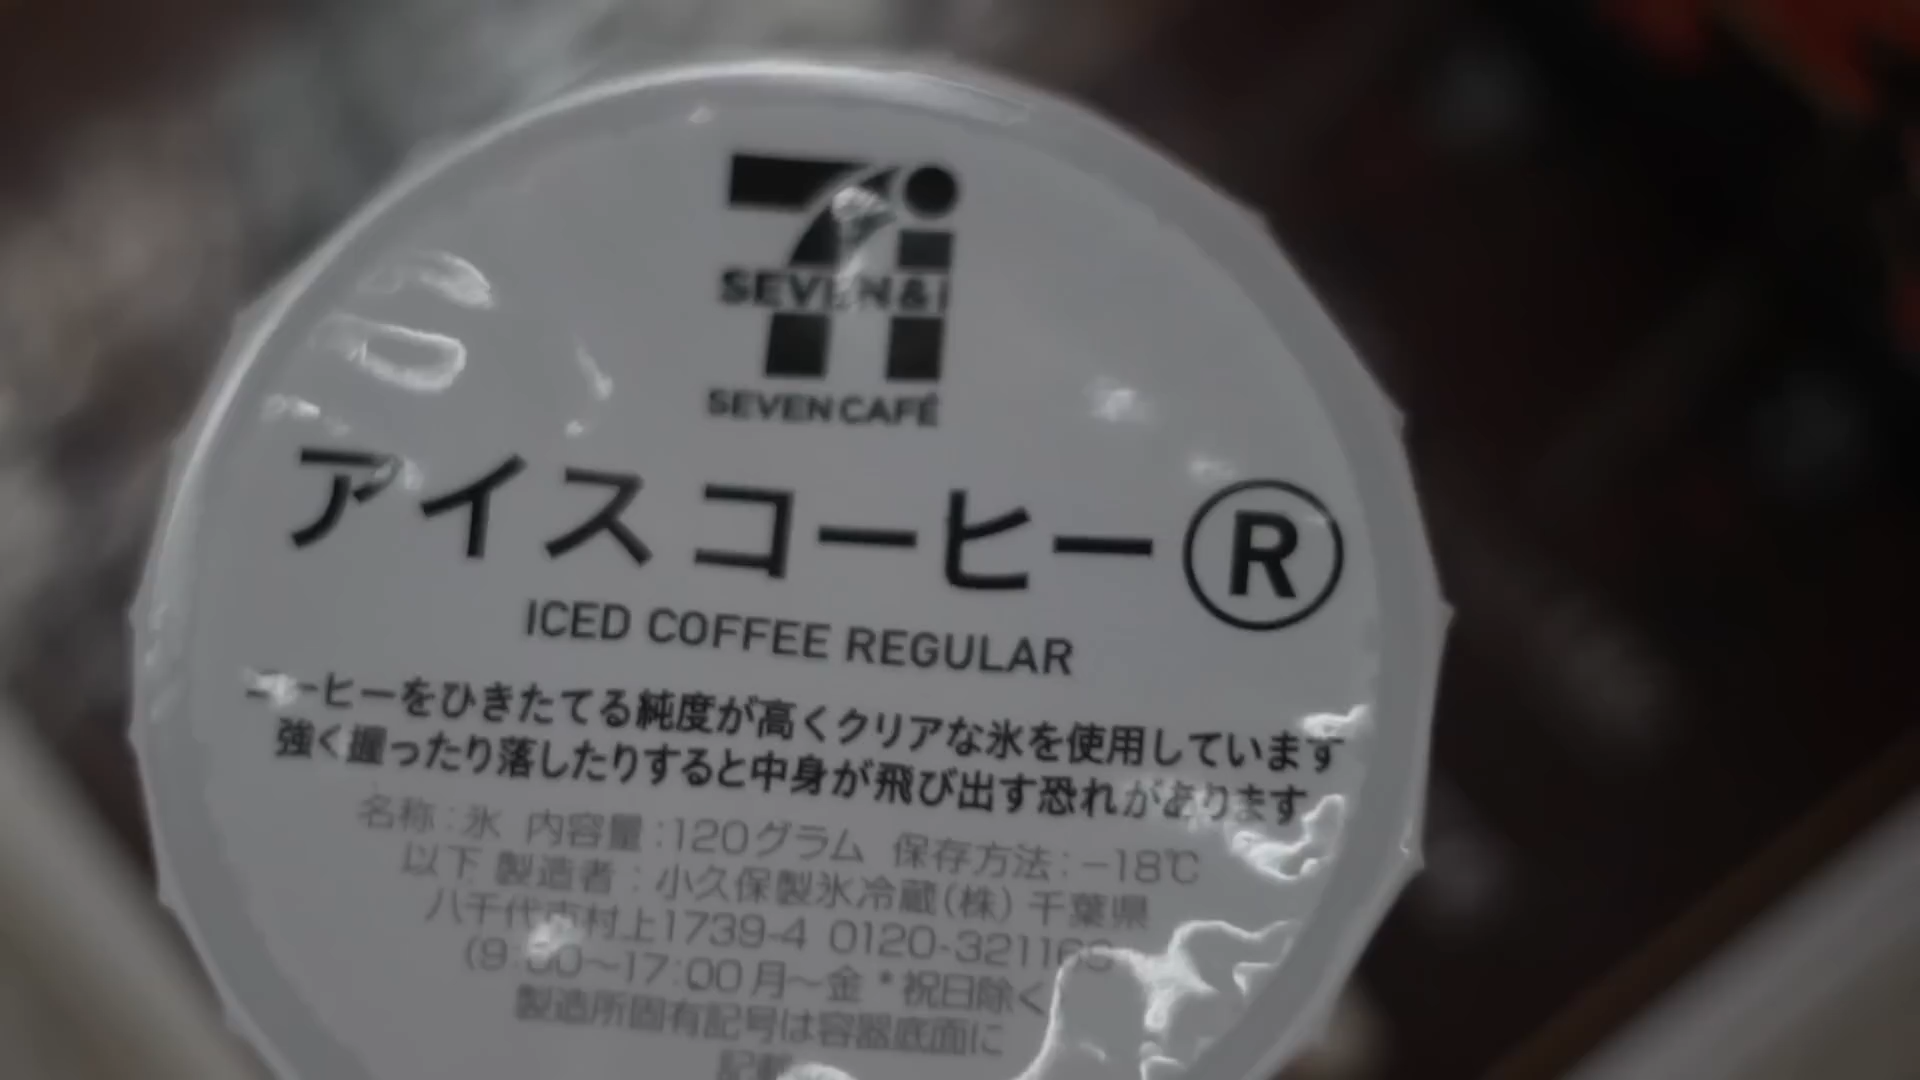 SEVEN&i
SEVEN CAFÉ
アイスコーヒー Ⓡ
ICED COFFEE REGULAR
コーヒーをひきたてる純度が高くクリアな氷を使用しています
強く握ったり落したりすると中身が飛び出す恐れがあります
名称:氷 内容量:120グラム 保存方法:-18℃
以下 製造者:小久保製氷冷蔵(株) 千葉県
八千代市村上1739-4 0120-321165
(9:00~17:00 月~金 *祝日除く
製造所固有記号は容器底面に
記載